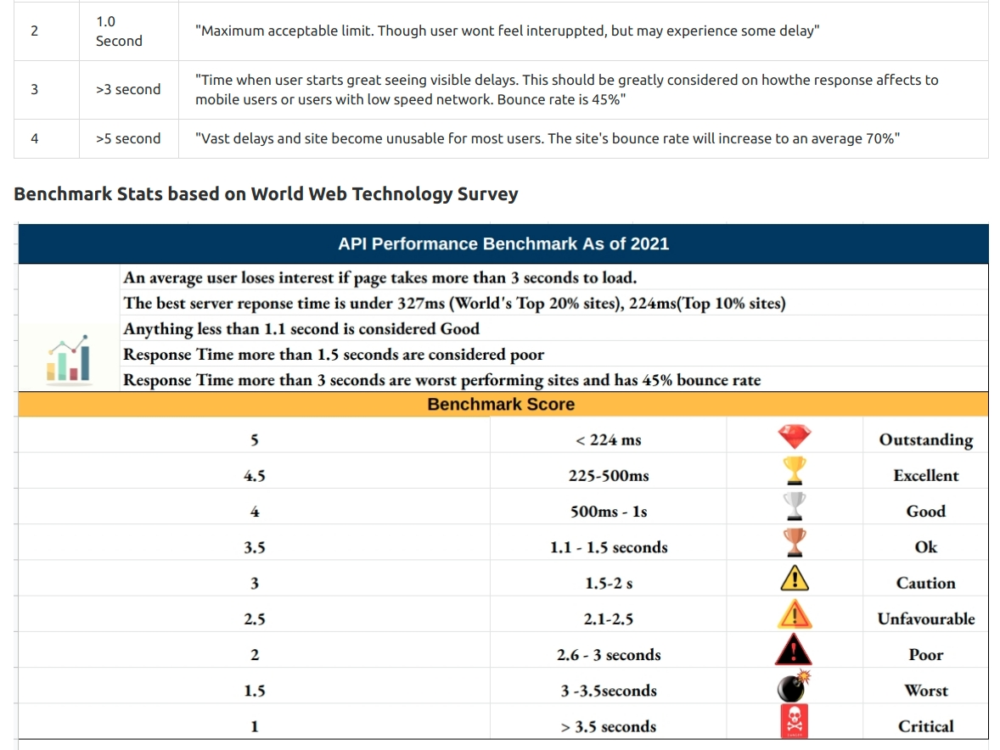 2
1.0
Second
"Maximum acceptable limit. Though user wont feel interuppted, but may experience some delay"
3
>3 second
"Time when user starts great seeing visible delays. This should be greatly considered on howthe response affects to
mobile users or users with low speed network. Bounce rate is 45%"
4
>5 second
"Vast delays and site become unusable for most users. The site's bounce rate will increase to an average 70%"
Benchmark Stats based on World Web Technology Survey
API Performance Benchmark As of 2021
An average user loses interest if page takes more than 3 seconds to load.
The best server reponse time is under 327ms (World's Top 20% sites), 224ms(Top 10% sites)
Anything less than 1.1 second is considered Good
Response Time more than 1.5 seconds are considered poor
Response Time more than 3 seconds are worst performing sites and has 45% bounce rate
Benchmark Score
5 < 224 ms Outstanding
4.5 225-500ms Excellent
4 500ms - 1s Good
3.5 1.1 - 1.5 seconds Ok
3 1.5-2 s Caution
2.5 2.1-2.5 Unfavourable
2 2.6 - 3 seconds Poor
1.5 3 -3.5seconds Worst
1 > 3.5 seconds Critical